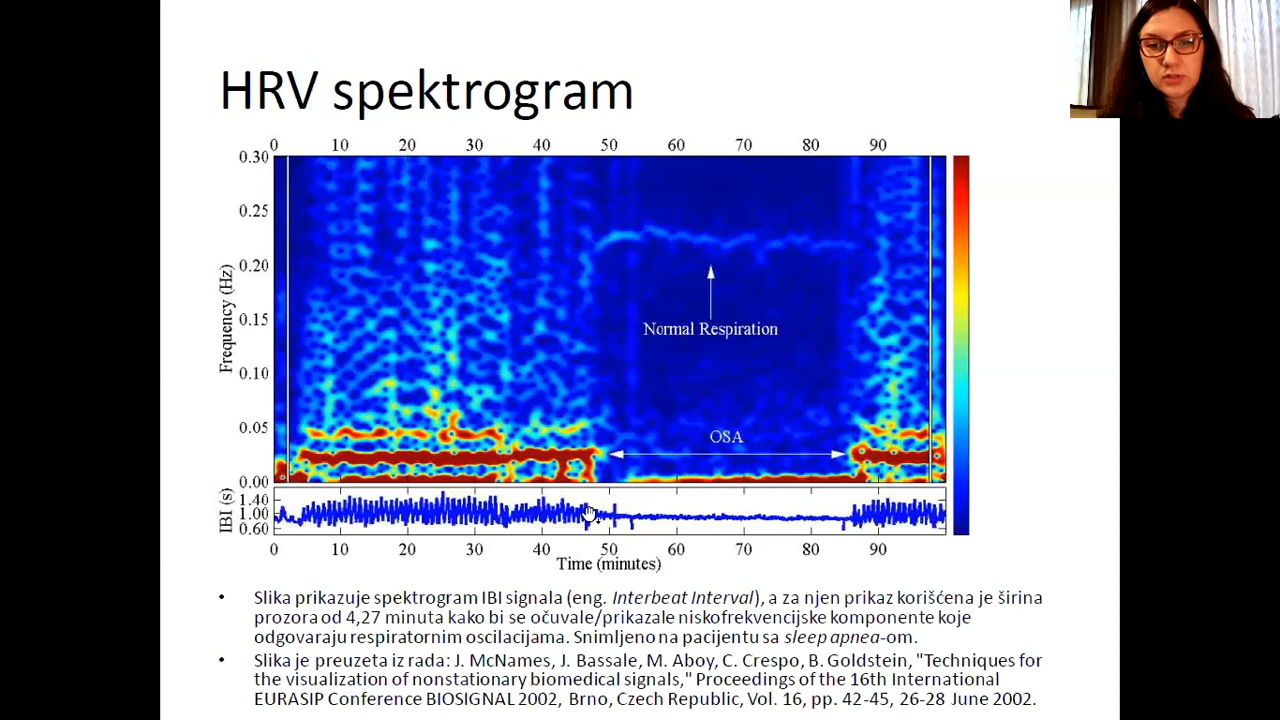 HRV spektrogram
0 10 20 30 40 50 60 70 80 90
0.30
0.25
0.20
0.15
0.10
0.05
0.00
Frequency (Hz)
Normal Respiration
OSA
IBI (s)
1.40
1.00
0.60
0 10 20 30 40 50 60 70 80 90
Time (minutes)
• Slika prikazuje spektrogram IBI signala (eng. Interbeat Interval), a za njen prikaz korišćena je širina
prozora od 4,27 minuta kako bi se očuvale/prikazale niskofrekvencijske komponente koje
odgovaraju respiratornim oscilacijama. Snimljeno na pacijentu sa sleep apnea-om.
• Slika je preuzeta iz rada: J. McNames, J. Bassale, M. Aboy, C. Crespo, B. Goldstein, "Techniques for
the visualization of nonstationary biomedical signals," Proceedings of the 16th International
EURASIP Conference BIOSIGNAL 2002, Brno, Czech Republic, Vol. 16, pp. 42-45, 26-28 June 2002.